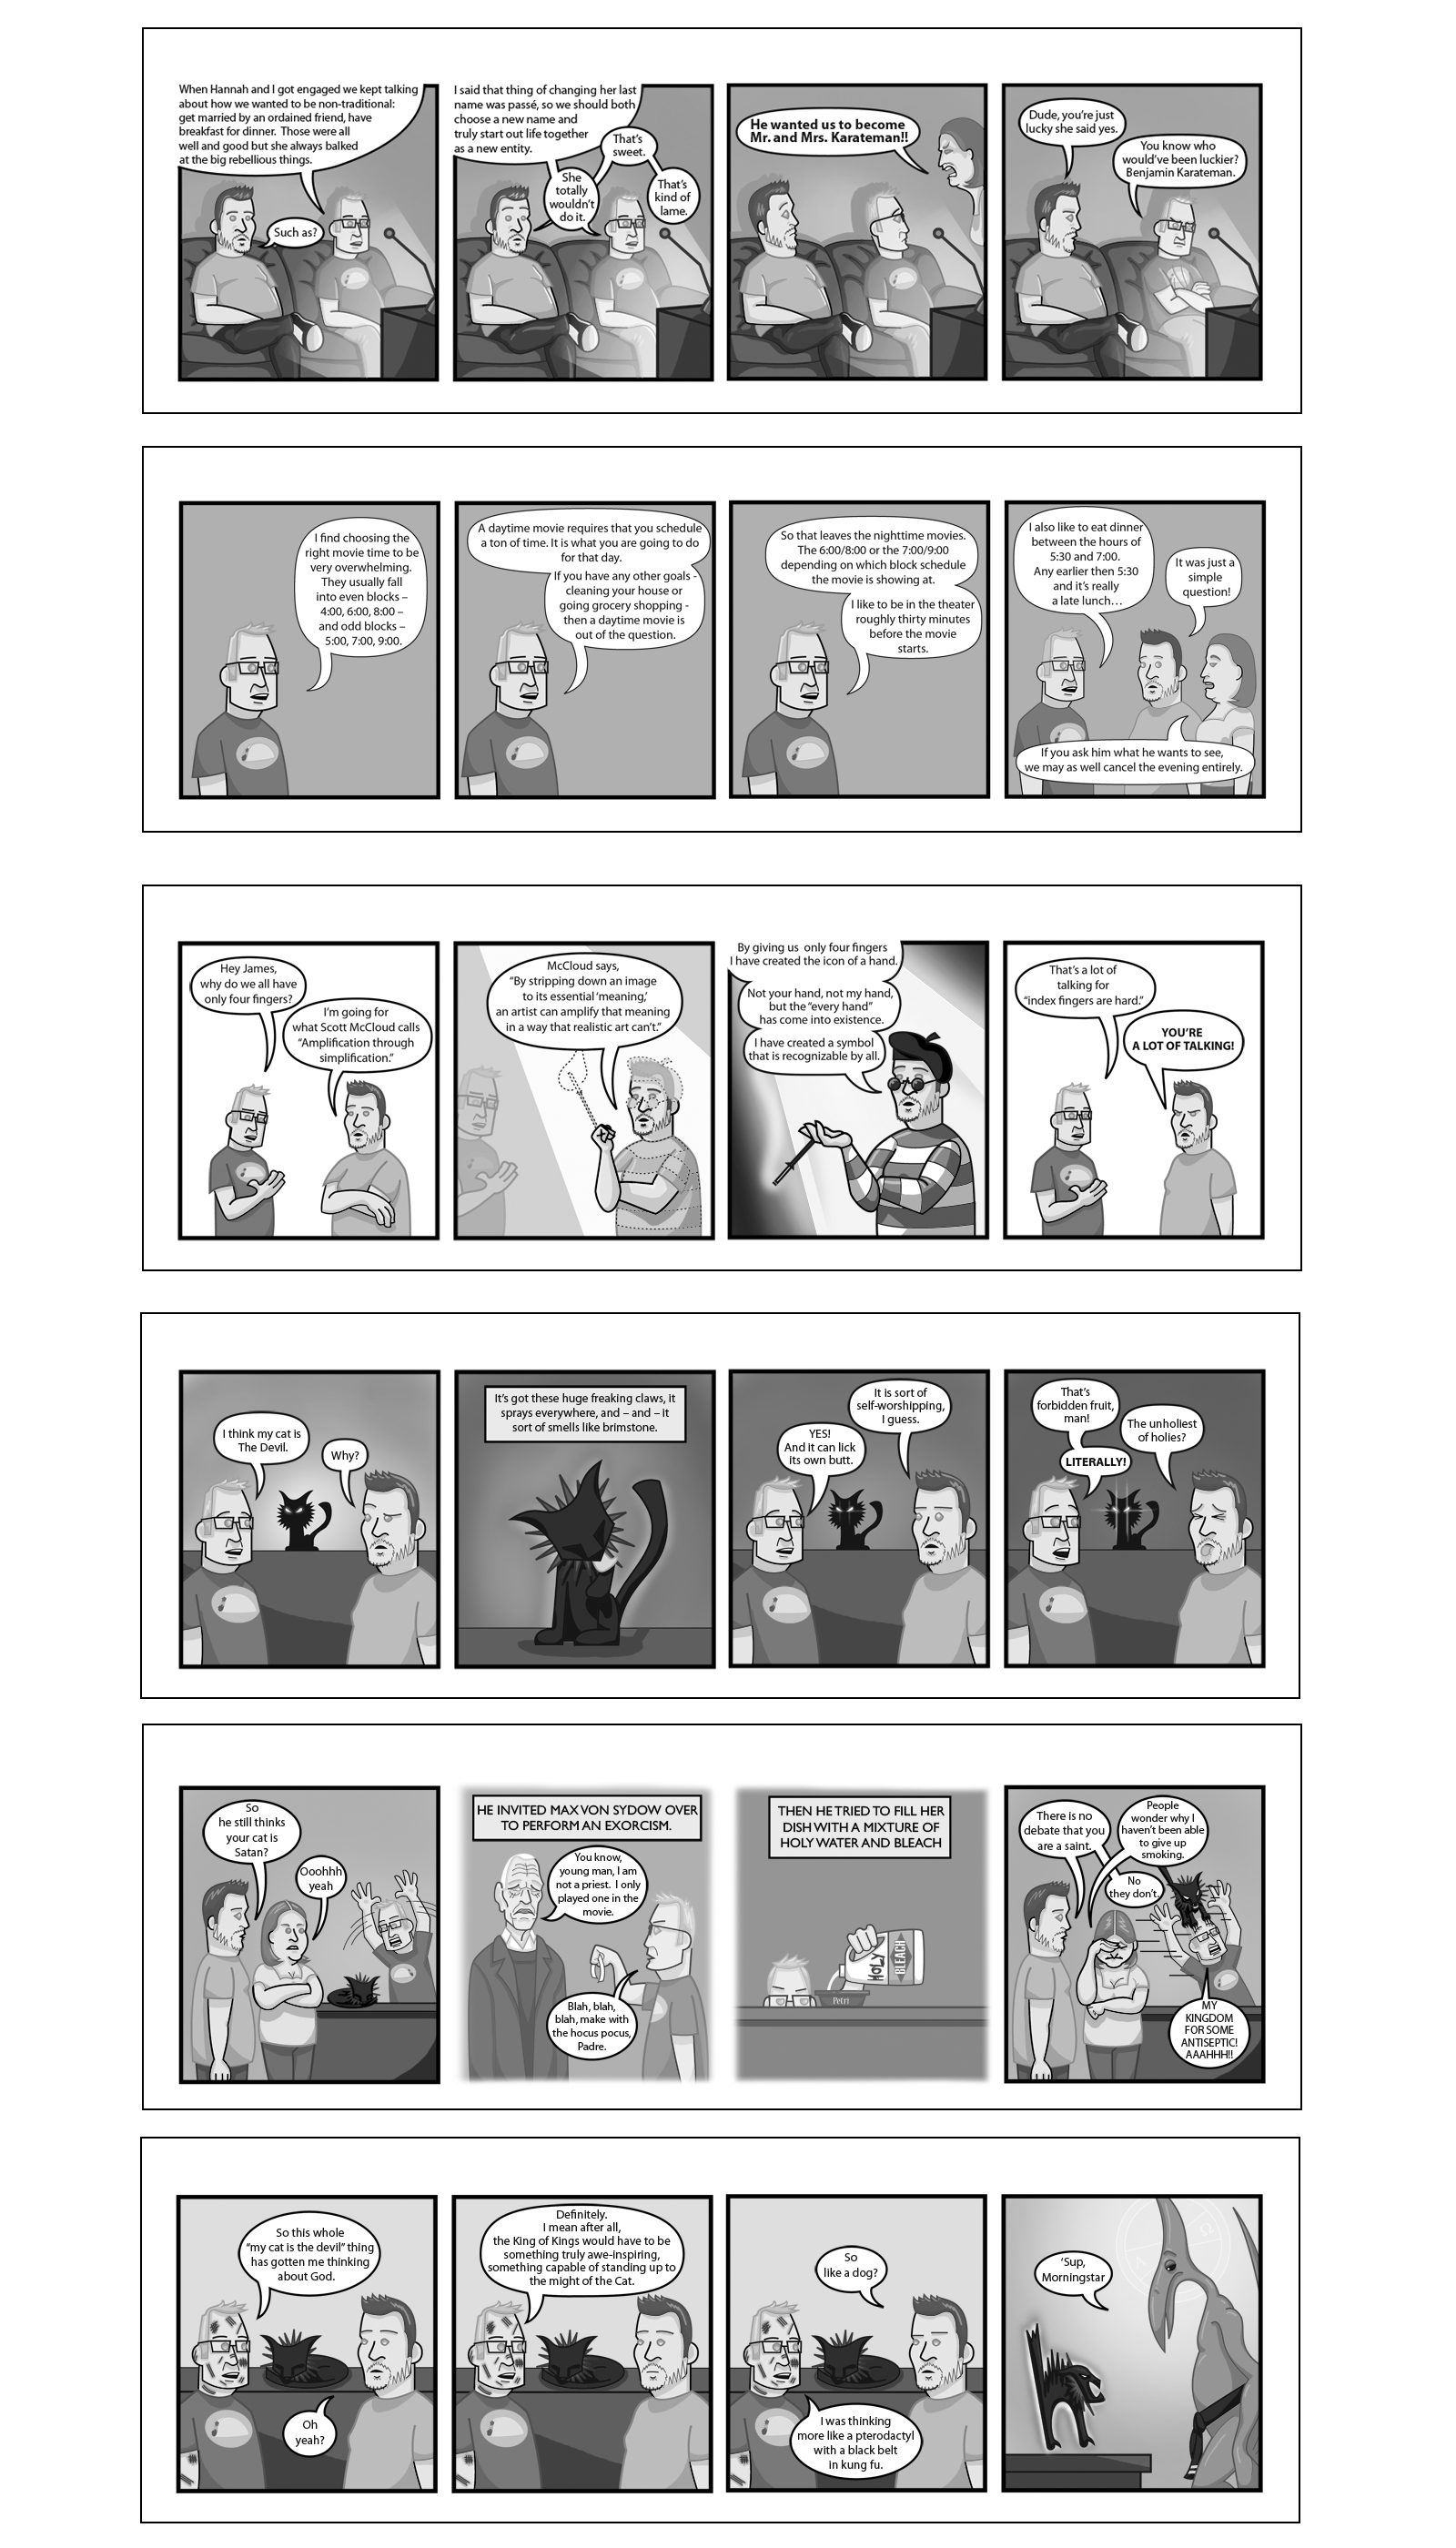 When Hannah and I got engaged we kept talking
about how we wanted to be non-traditional:
get married by an ordained friend, have
breakfast for dinner. Those were all
well and good but she always balked
at the big rebellious things.
Such as?
I said that thing of changing her last
name was passé, so we should both
choose a new name and
truly start out life together
as a new entity.
That's
sweet.
She
totally
wouldn't
do it.
That's
kind of
lame.
He wanted us to become
Mr. and Mrs. Karateman!!
Dude, you're just
lucky she said yes.
You know who
would've been luckier?
Benjamin Karateman.
I find choosing the
right movie time to be
very overwhelming.
They usually fall
into even blocks –
4:00, 6:00, 8:00 –
and odd blocks –
5:00, 7:00, 9:00.
A daytime movie requires that you schedule
a ton of time. It is what you are going to do
for that day.
If you have any other goals -
cleaning your house or
going grocery shopping -
then a daytime movie is
out of the question.
So that leaves the nighttime movies.
The 6:00/8:00 or the 7:00/9:00
depending on which block schedule
the movie is showing at.
I like to be in the theater
roughly thirty minutes
before the movie
starts.
I also like to eat dinner
between the hours of
5:30 and 7:00.
Any earlier then 5:30
and it's really
a late lunch…
It was just a
simple
question!
If you ask him what he wants to see,
we may as well cancel the evening entirely.
Hey James,
why do we all have
only four fingers?
I'm going for
what Scott McCloud calls
"Amplification through
simplification."
McCloud says,
"By stripping down an image
to its essential 'meaning,'
an artist can amplify that meaning
in a way that realistic art can't."
By giving us only four fingers
I have created the icon of a hand.
Not your hand, not my hand,
but the "every hand"
has come into existence.
I have created a symbol
that is recognizable by all.
That's a lot of
talking for
"index fingers are hard."
YOU'RE
A LOT OF TALKING!
I think my cat is
The Devil.
Why?
It's got these huge freaking claws, it
sprays everywhere, and – and – it
sort of smells like brimstone.
It is sort of
self-worshipping,
I guess.
YES!
And it can lick
its own butt.
That's
forbidden fruit,
man!
The unholiest
of holies?
LITERALLY!
So
he still thinks
your cat is
Satan?
Ooohhh
yeah
HE INVITED MAX VON SYDOW OVER
TO PERFORM AN EXORCISM.
You know,
young man, I am
not a priest. I only
played one in the
movie.
Blah, blah,
blah, make with
the hocus pocus,
Padre.
THEN HE TRIED TO FILL HER
DISH WITH A MIXTURE OF
HOLY WATER AND BLEACH
HOLY
BLEACH
Petri
There is no
debate that you
are a saint.
People
wonder why I
haven't been able
to give up
smoking.
No
they don't.
MY
KINGDOM
FOR SOME
ANTISEPTIC!
AAAHHH!!
So this whole
"my cat is the devil" thing
has gotten me thinking
about God.
Oh
yeah?
Definitely.
I mean after all,
the King of Kings would have to be
something truly awe-inspiring,
something capable of standing up to
the might of the Cat.
So
like a dog?
I was thinking
more like a pterodactyl
with a black belt
in kung fu.
'Sup,
Morningstar
A
Ω